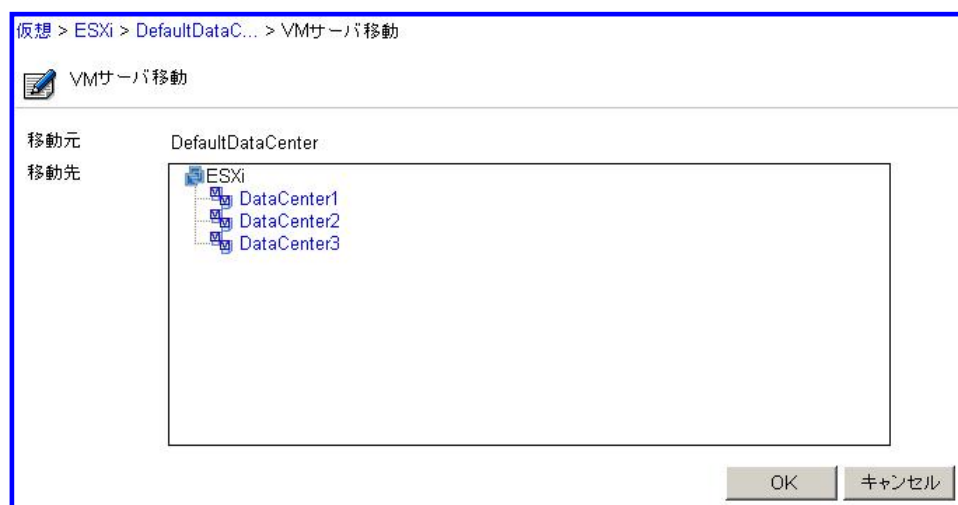 仮想 > ESXi > DefaultDataC... > VMサーバ移動
VMサーバ移動
移動元 DefaultDataCenter
移動先
ESXi
DataCenter1
DataCenter2
DataCenter3
OK キャンセル